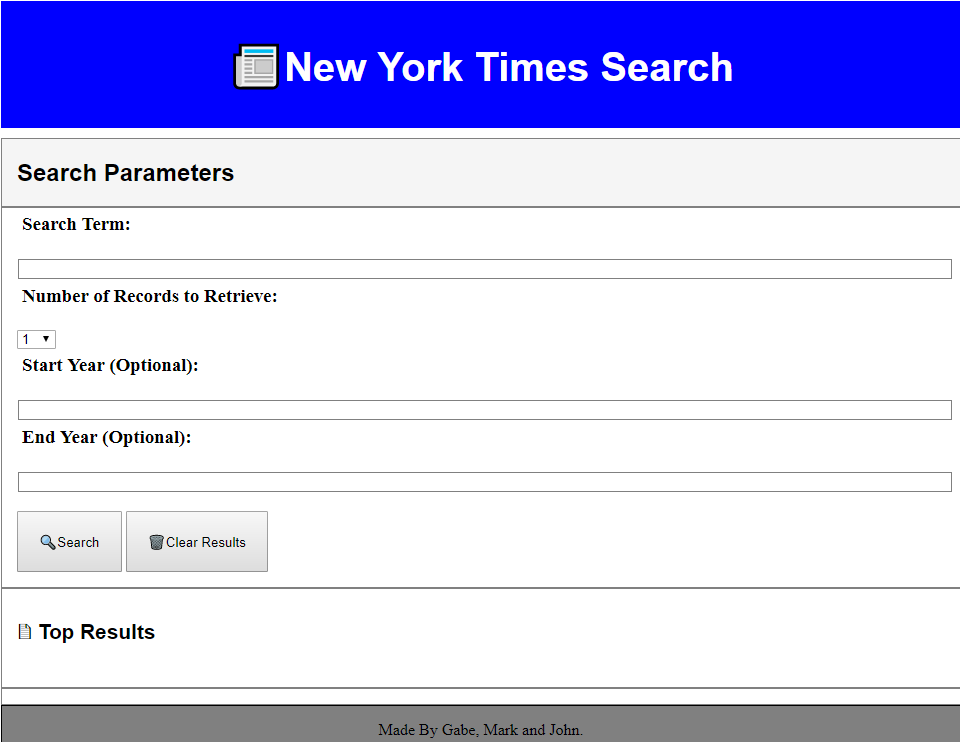 New York Times Search
Search Parameters
Search Term:
Number of Records to Retrieve:
1
Start Year (Optional):
End Year (Optional):
Search Clear Results
Top Results
Made By Gabe, Mark and John.